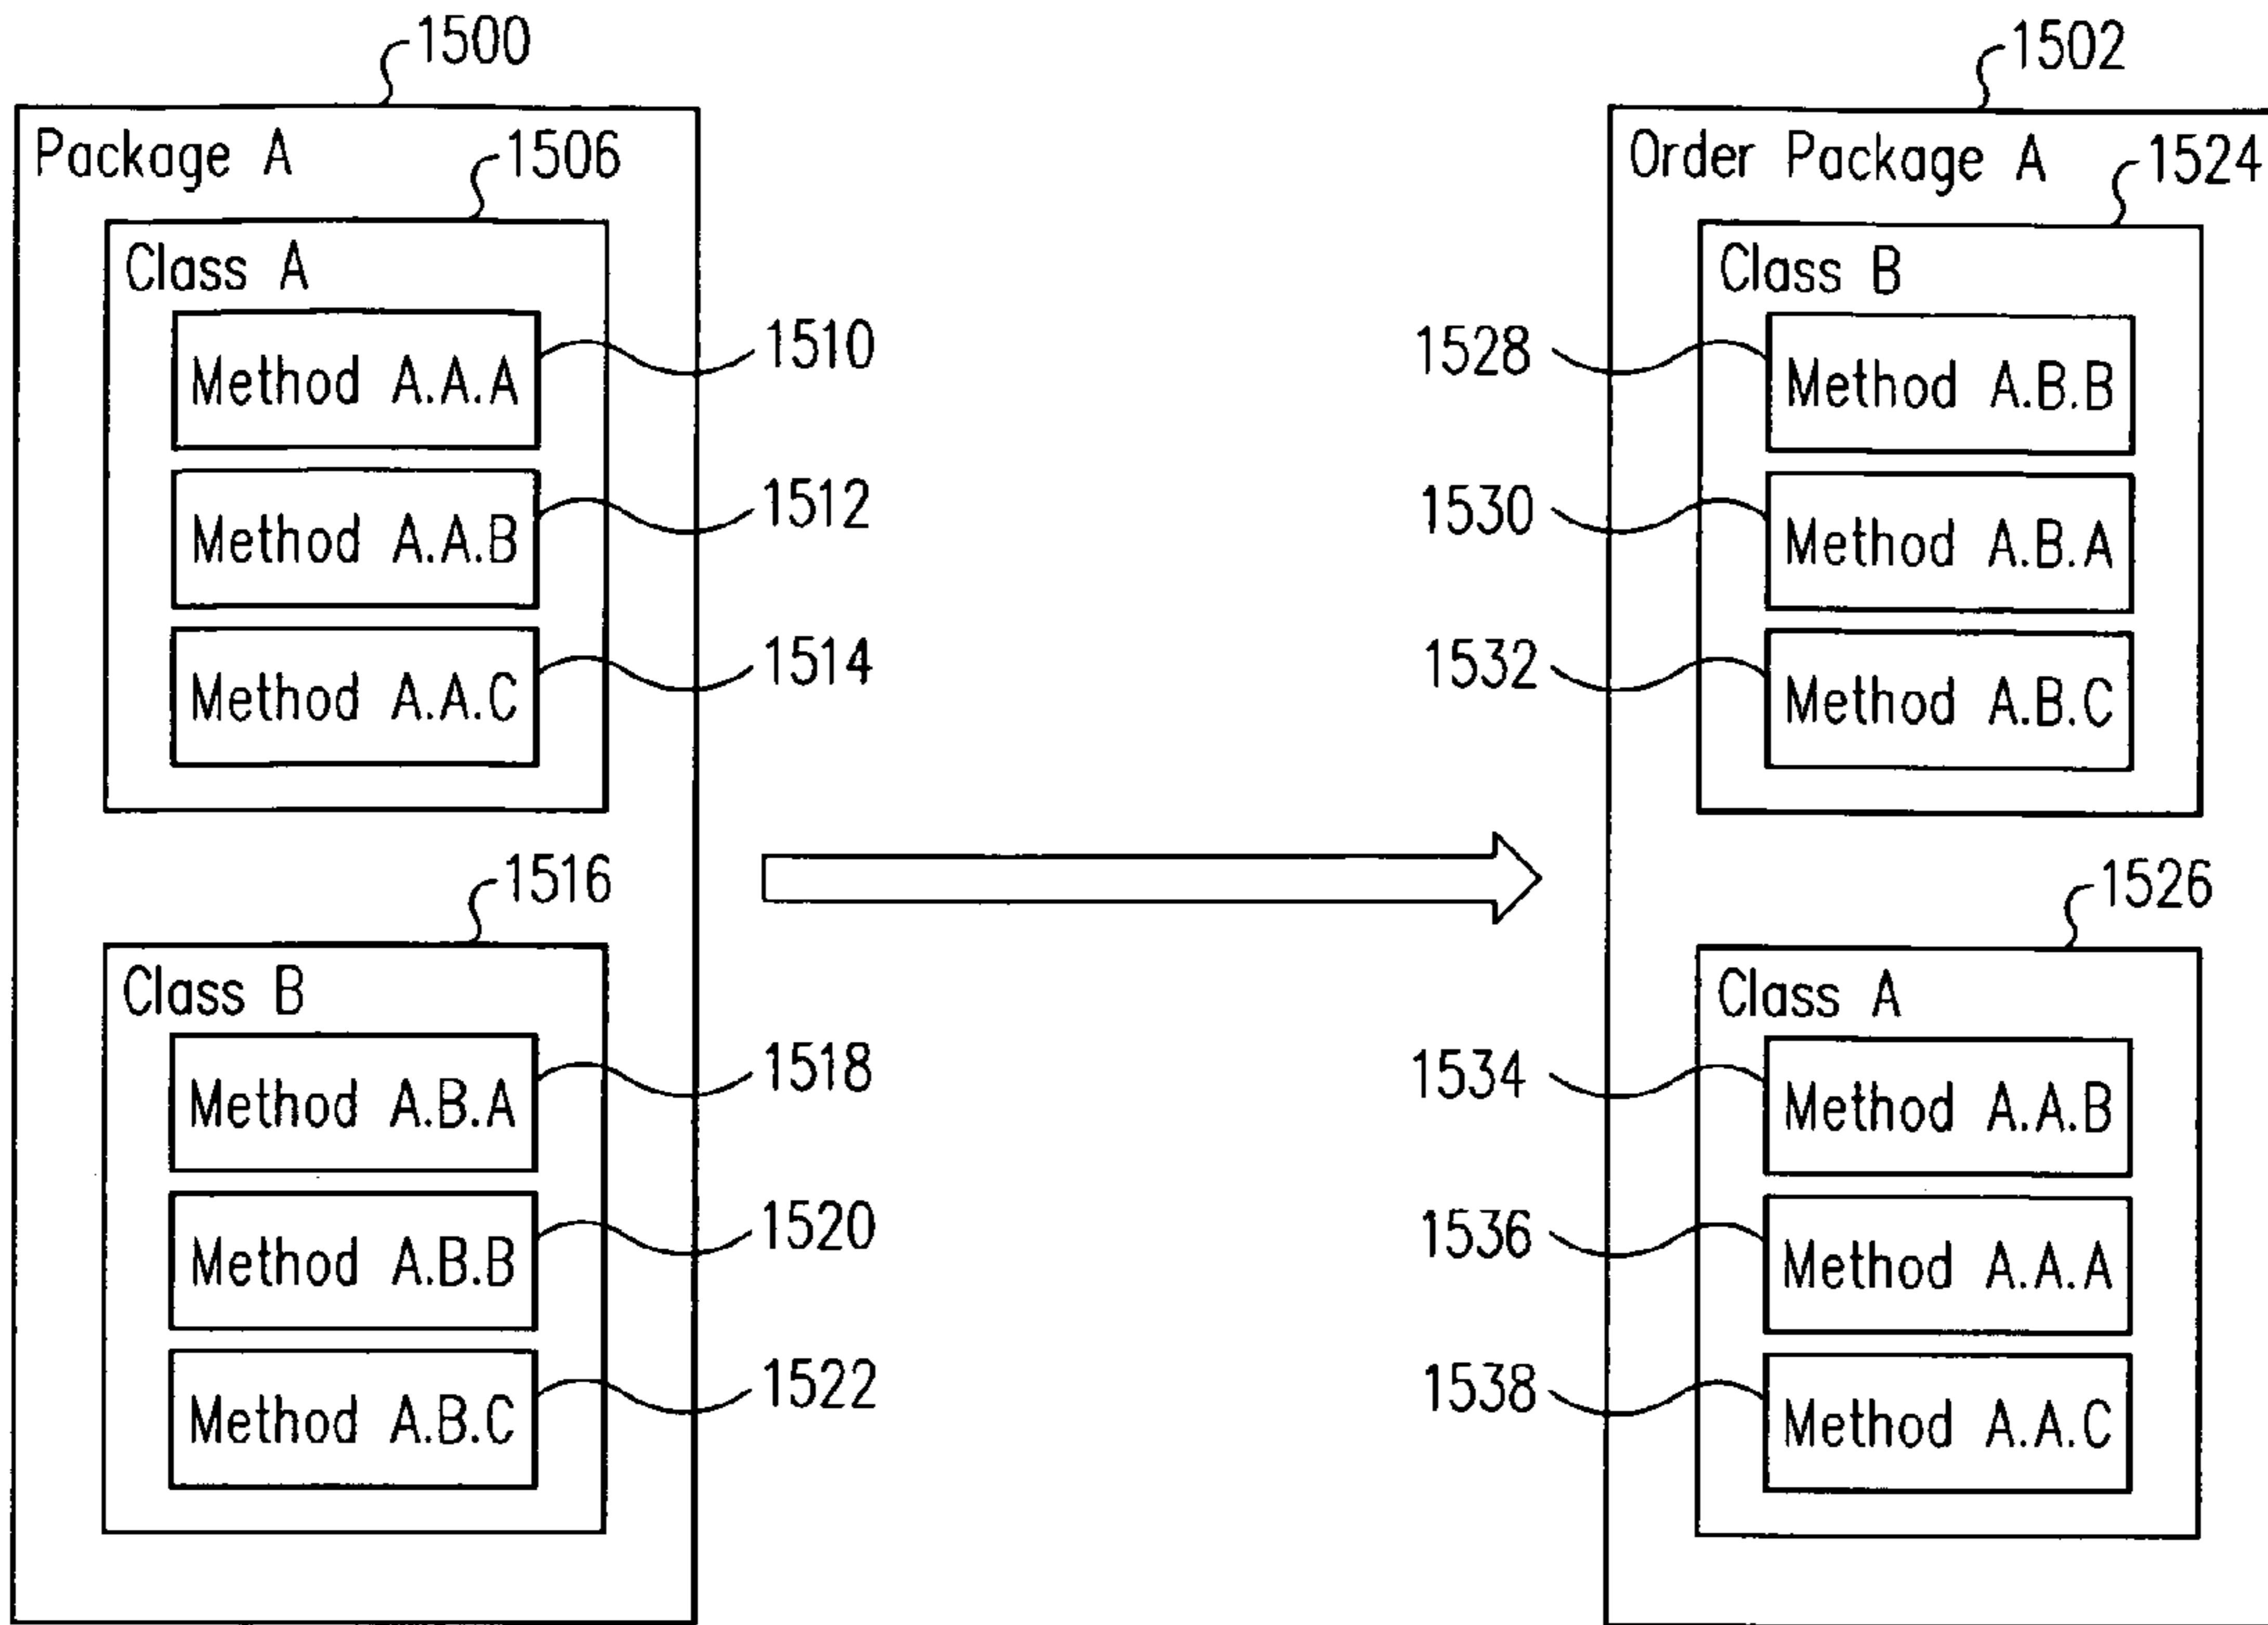 1500
Package A
1506
Class A
Method A.A.A
1510
Method A.A.B
1512
Method A.A.C
1514
1516
Class B
Method A.B.A
1518
Method A.B.B
1520
Method A.B.C
1522
1502
Order Package A
1524
Class B
1528
Method A.B.B
1530
Method A.B.A
1532
Method A.B.C
1526
Class A
1534
Method A.A.B
1536
Method A.A.A
1538
Method A.A.C